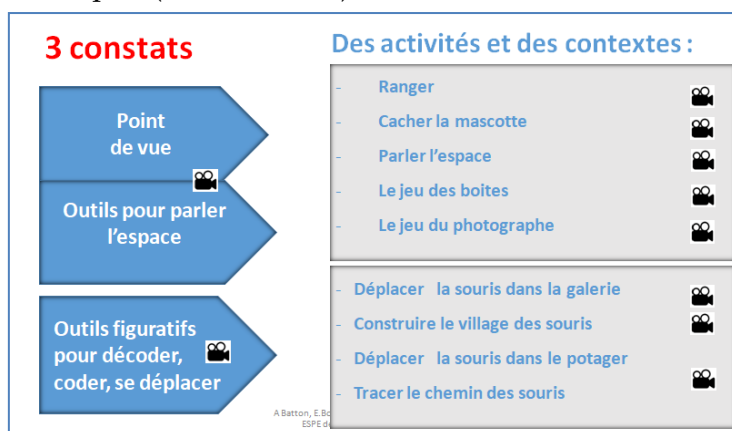 3 constats
Point
de vue
Outils pour parler
l'espace
Outils figuratifs
pour décoder,
coder, se déplacer
Des activités et des contextes :
- Ranger
- Cacher la mascotte
- Parler l'espace
- Le jeu des boites
- Le jeu du photographe
- Déplacer la souris dans la galerie
- Construire le village des souris
- Déplacer la souris dans le potager
- Tracer le chemin des souris
A Batton, E.Bo
ESPE de